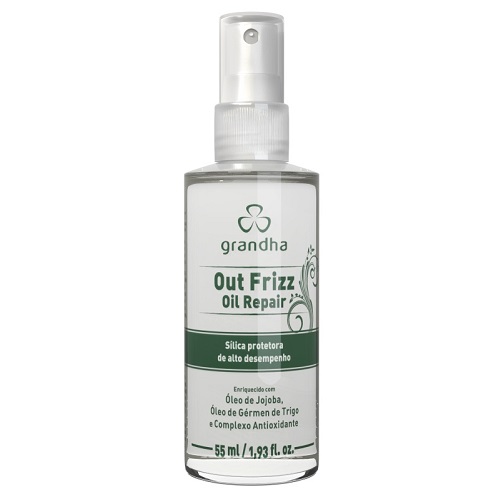 grandha
Out Frizz
Oil Repair
Sílica protetora
de alto desempenho
Enriquecido com
Óleo de Jojoba,
Óleo de Gérmen de Trigo
e Complexo Antioxidante
55 ml / 1,93 fl. oz.